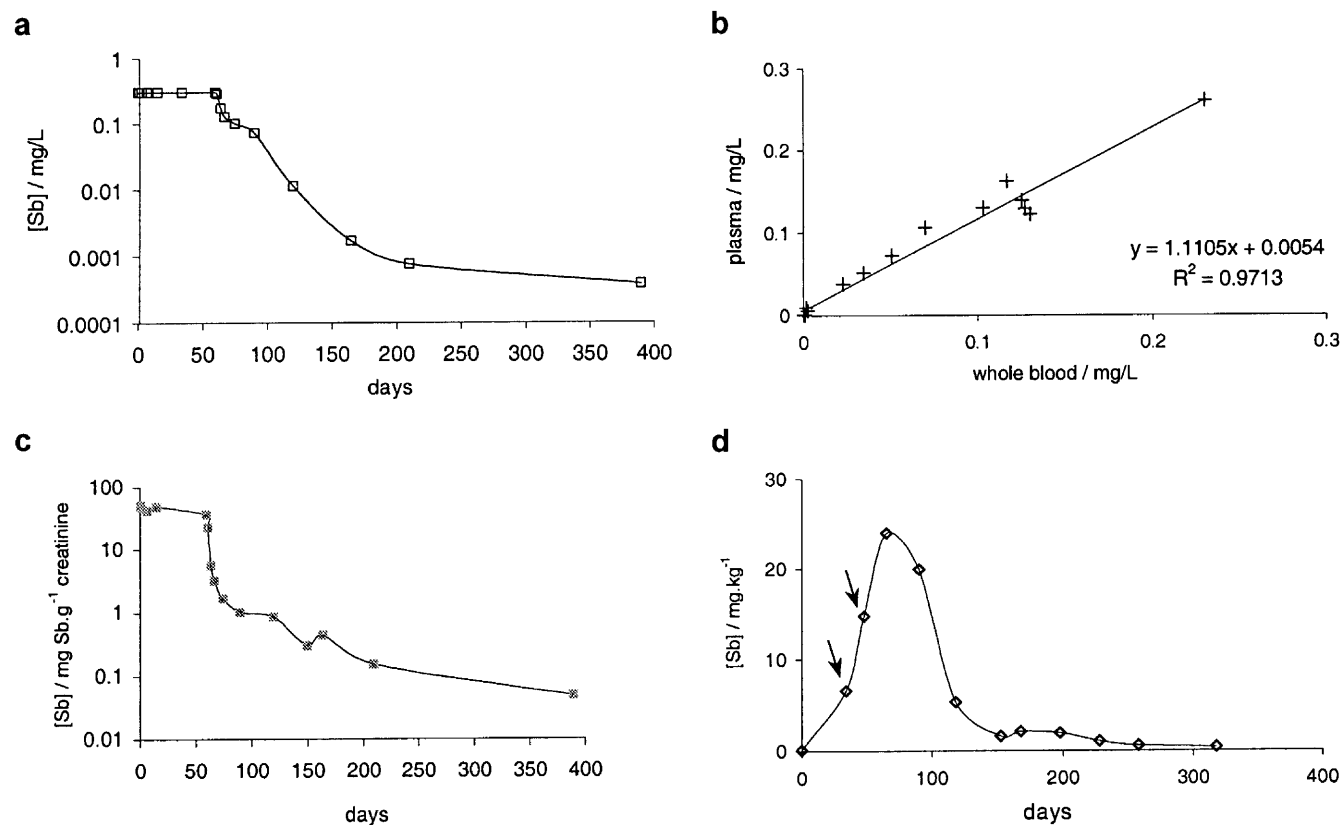 a
1
0.1
0.01
0.001
0.0001
[Sb] / mg/L
0 50 100 150 200 250 300 350 400
days
b
0.3
0.2
0.1
0
plasma / mg/L
y = 1.1105x + 0.0054
R² = 0.9713
0 0.1 0.2 0.3
whole blood / mg/L
c
100
10
1
0.1
0.01
[Sb] / mg Sb.g⁻¹ creatinine
0 50 100 150 200 250 300 350 400
days
d
30
20
10
0
[Sb] / mg.kg⁻¹
0 100 200 300 400
days